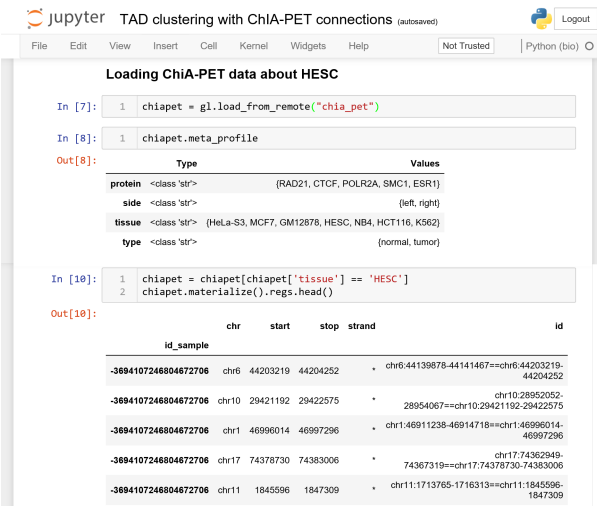 jupyter TAD clustering with ChIA-PET connections (autosaved)
Logout
File Edit View Insert Cell Kernel Widgets Help Not Trusted Python (bio)
Loading ChiA-PET data about HESC
In [7]: 1 chiapet = gl.load_from_remote("chia_pet")
In [8]: 1 chiapet.meta_profile
Out[8]:
Type Values
protein <class 'str'> {RAD21, CTCF, POLR2A, SMC1, ESR1}
side <class 'str'> {left, right}
tissue <class 'str'> {HeLa-S3, MCF7, GM12878, HESC, NB4, HCT116, K562}
type <class 'str'> {normal, tumor}
In [10]: 1 chiapet = chiapet[chiapet['tissue'] == 'HESC']
2 chiapet.materialize().regs.head()
Out[10]:
chr start stop strand id
id_sample
-3694107246804672706 chr6 44203219 44204252 * chr6:44139878-44141467==chr6:44203219-
44204252
-3694107246804672706 chr10 29421192 29422575 * chr10:28952052-
28954067==chr10:29421192-29422575
-3694107246804672706 chr1 46996014 46997296 * chr1:46911238-46914718==chr1:46996014-
46997296
-3694107246804672706 chr17 74378730 74383006 * chr17:74362949-
74367319==chr17:74378730-74383006
-3694107246804672706 chr11 1845596 1847309 * chr11:1713765-1716313==chr11:1845596-
1847309